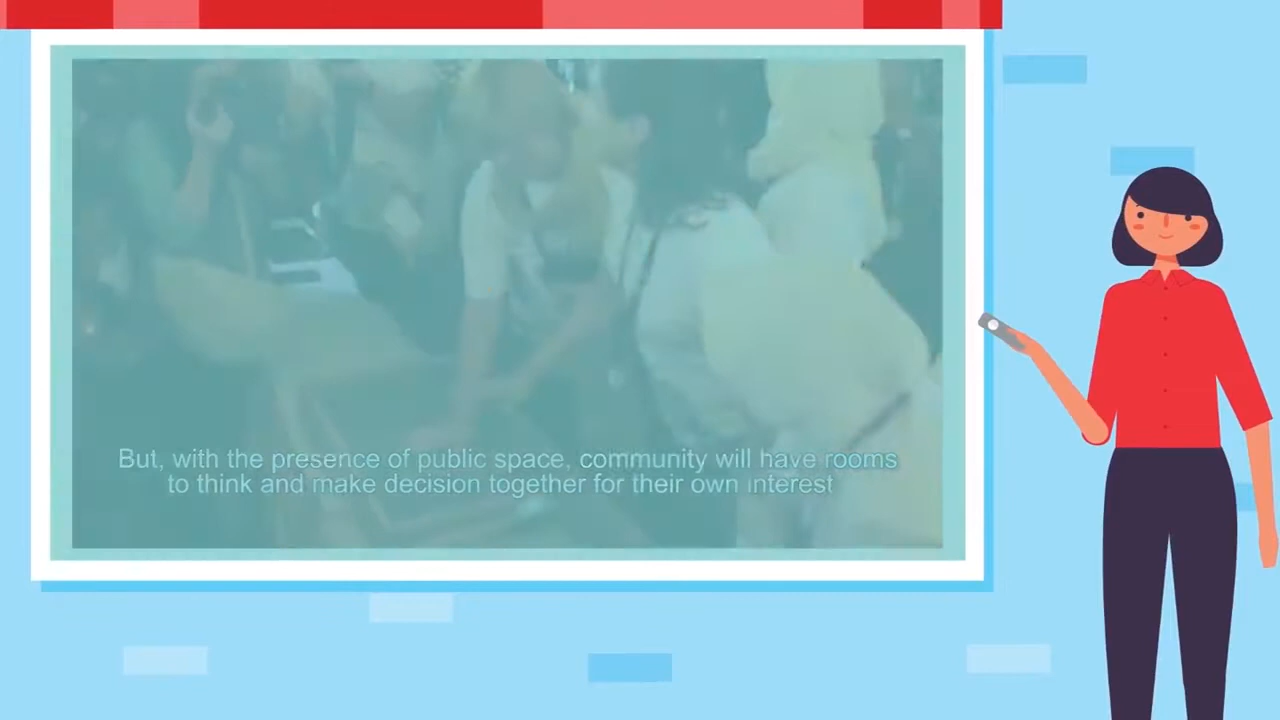 But, with the presence of public space, community will have rooms
to think and make decision together for their own interest